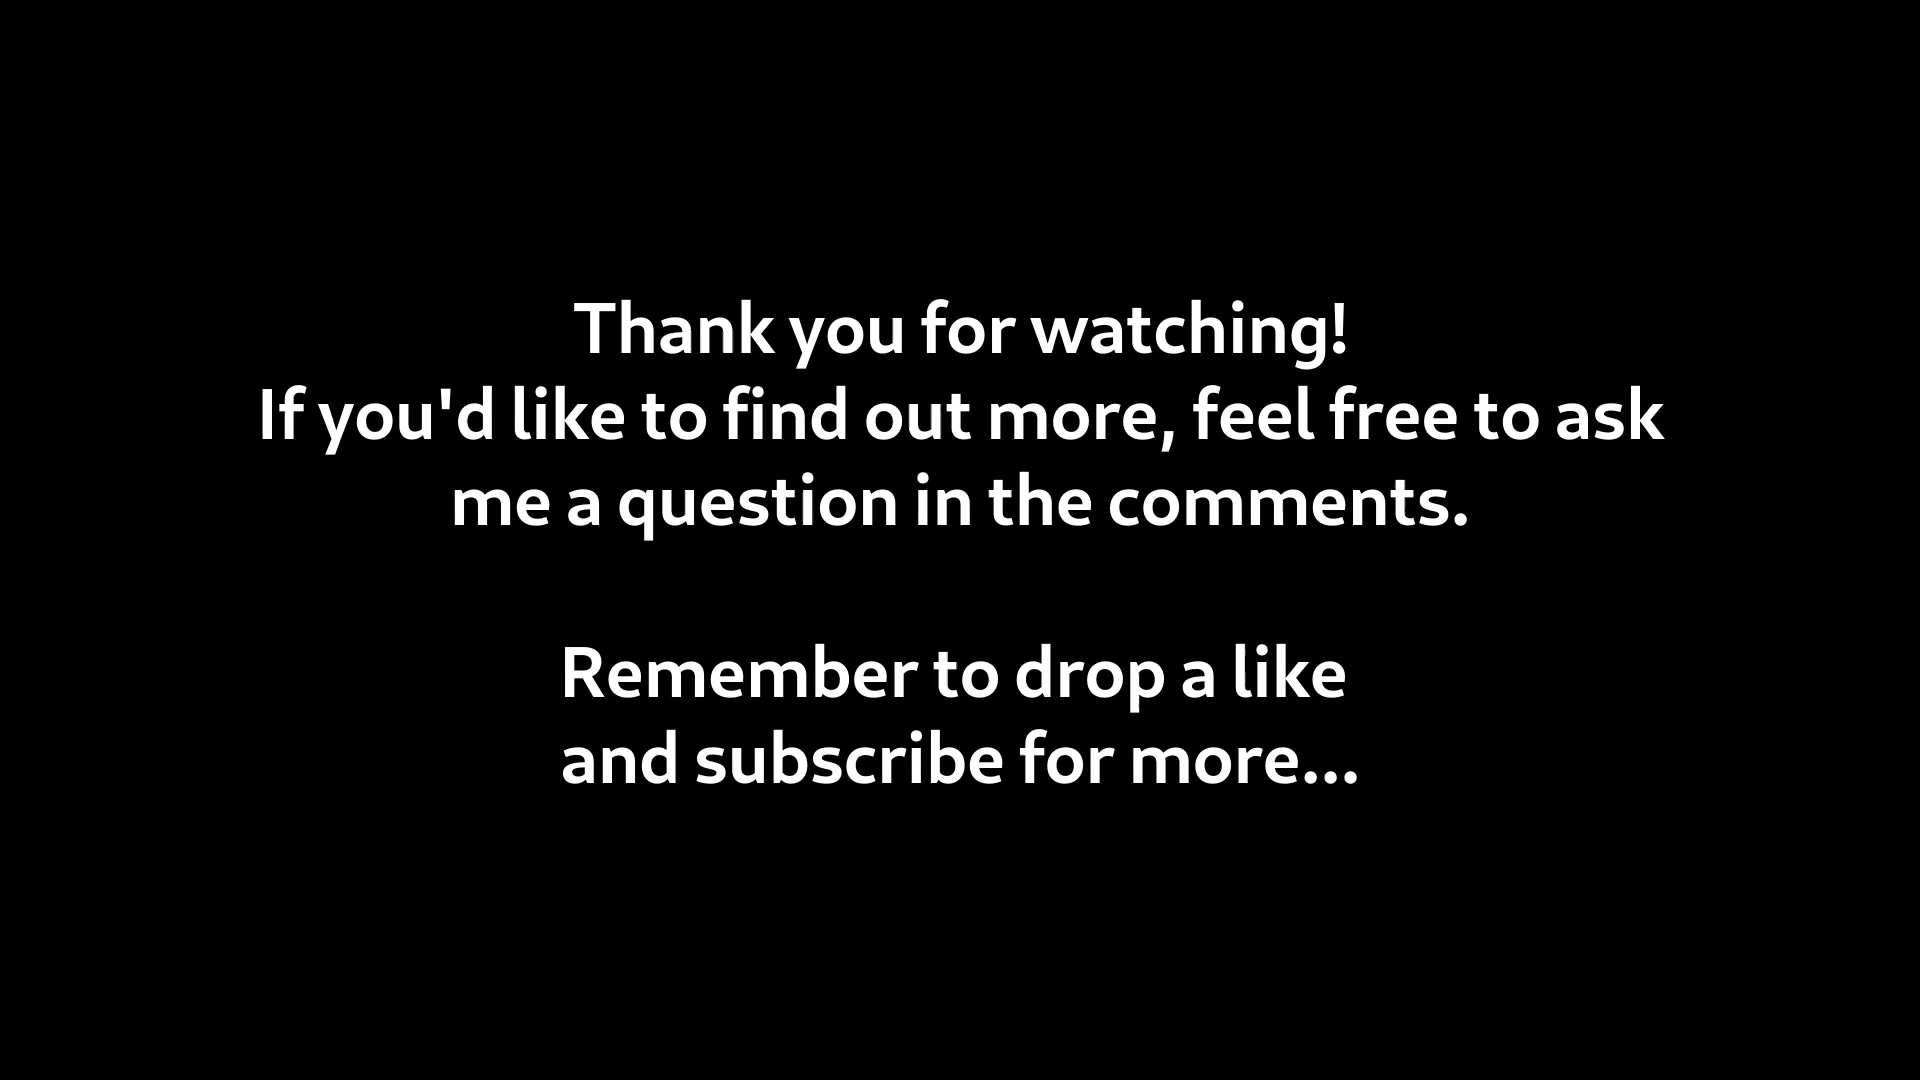 Thank you for watching!
If you'd like to find out more, feel free to ask
me a question in the comments.
Remember to drop a like
and subscribe for more...